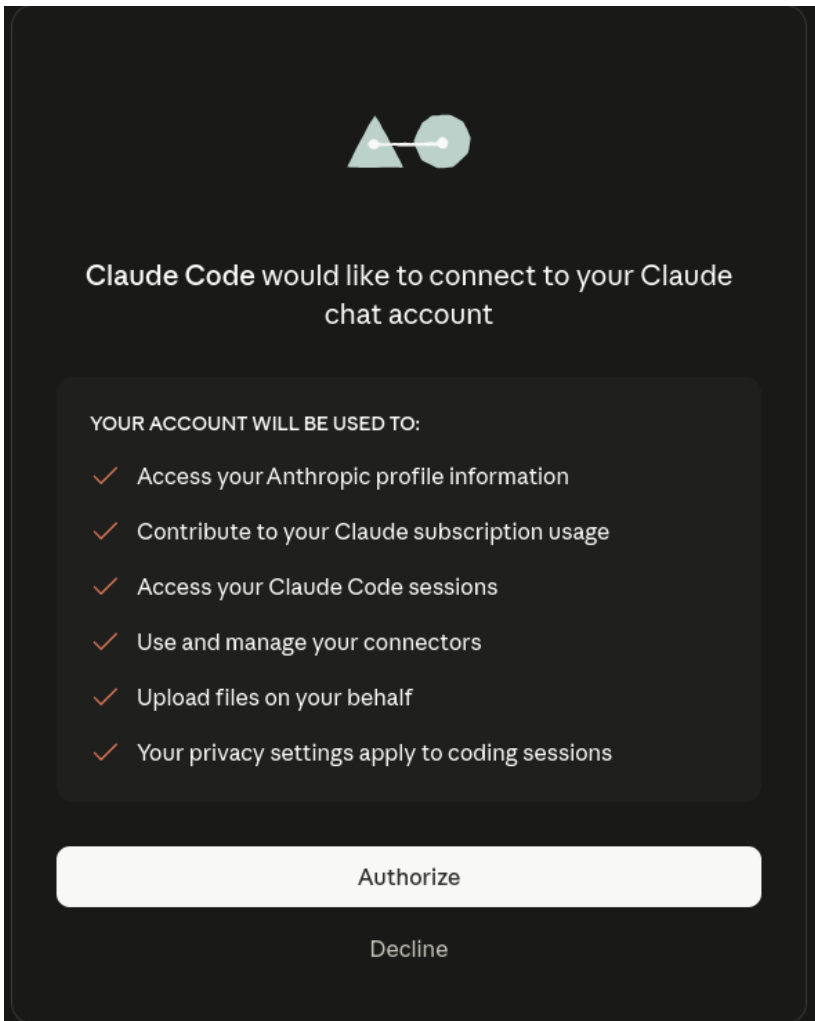 Claude Code would like to connect to your Claude
chat account
YOUR ACCOUNT WILL BE USED TO:
Access your Anthropic profile information
Contribute to your Claude subscription usage
Access your Claude Code sessions
Use and manage your connectors
Upload files on your behalf
Your privacy settings apply to coding sessions
Authorize
Decline